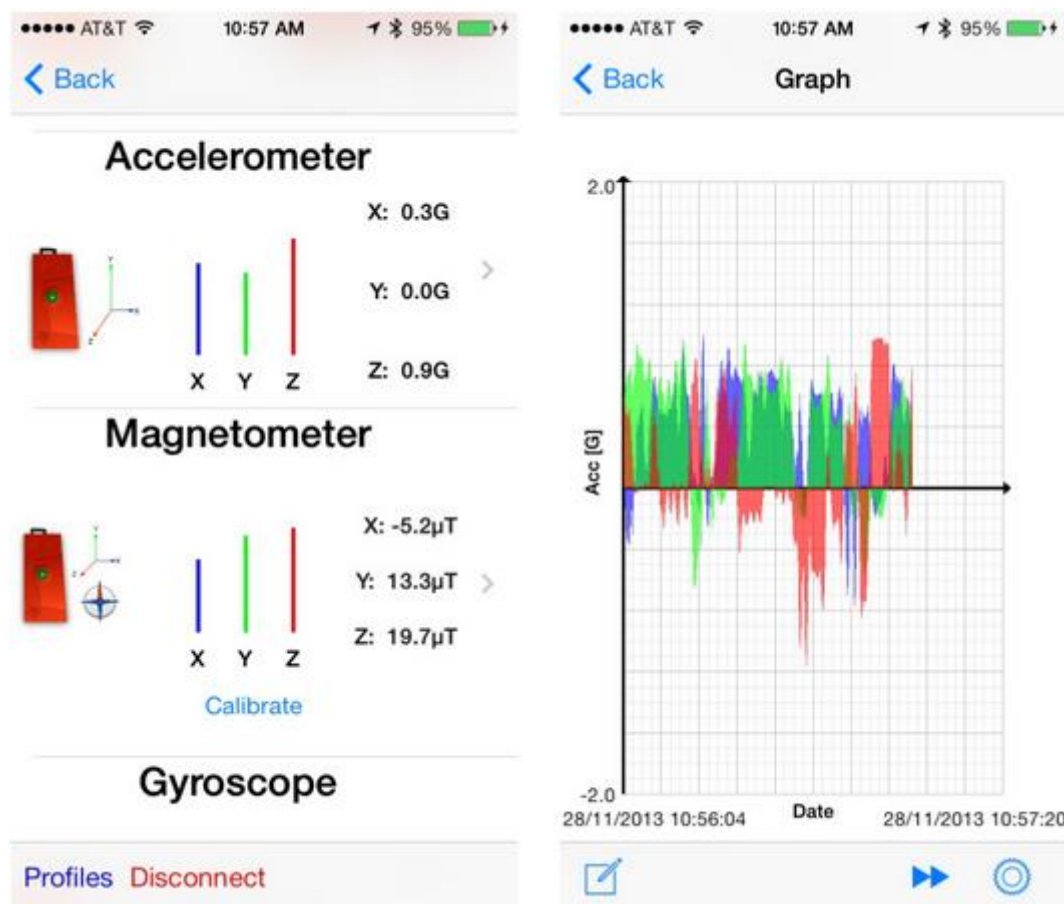 AT&T 10:57 AM 95%
Back
Accelerometer
X: 0.3G
Y: 0.0G
Z: 0.9G
X Y Z
Magnetometer
X: -5.2µT
Y: 13.3µT
Z: 19.7µT
X Y Z
Calibrate
Gyroscope
Profiles Disconnect
AT&T 10:57 AM 95%
Back Graph
2.0
Acc [G]
-2.0
28/11/2013 10:56:04 Date 28/11/2013 10:57:20